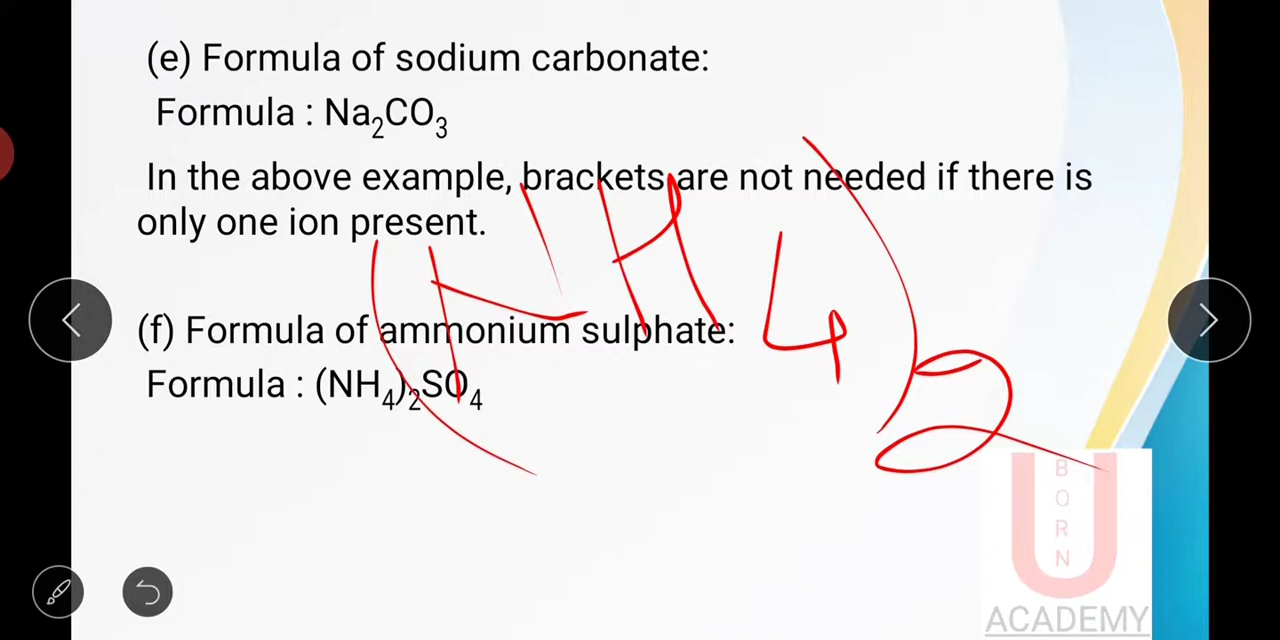 (e) Formula of sodium carbonate:
Formula : Na₂CO₃
In the above example, brackets are not needed if there is
only one ion present.
(NH4)2
(f) Formula of ammonium sulphate:
Formula : (NH₄)₂SO₄
U
BORN
ACADEMY